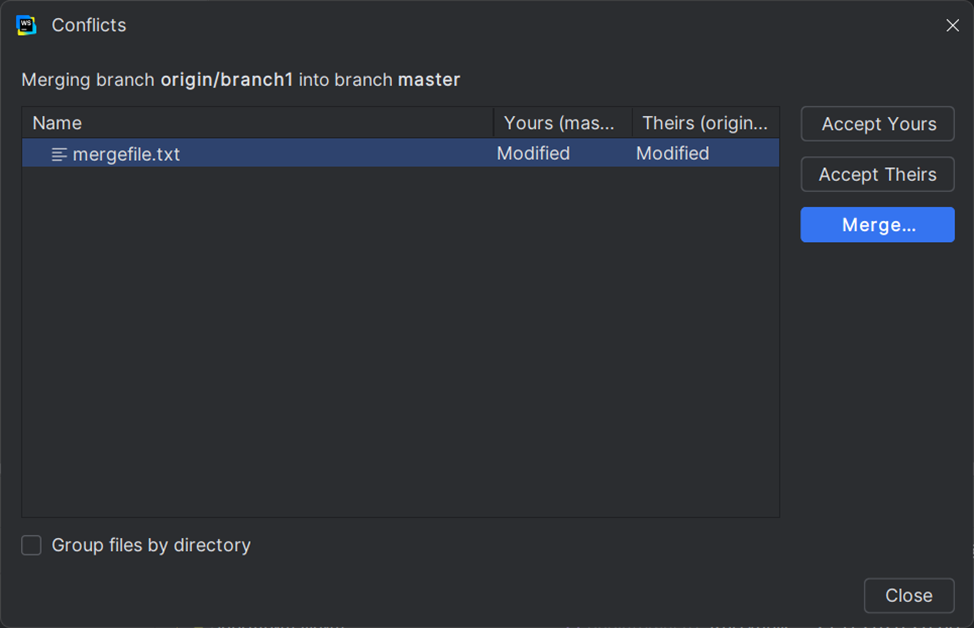 WS
Conflicts
Merging branch origin/branch1 into branch master
Name Yours (mas... Theirs (origin...
mergefile.txt Modified Modified
Accept Yours
Accept Theirs
Merge...
Group files by directory
Close